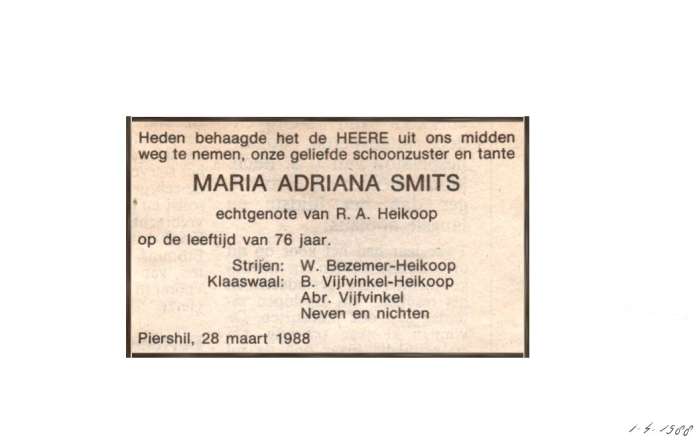 Heden behaagde het de HEERE uit ons midden
weg te nemen, onze geliefde schoonzuster en tante
MARIA ADRIANA SMITS
echtgenote van R. A. Heikoop
op de leeftijd van 76 jaar.
Strijen: W. Bezemer-Heikoop
Klaaswaal: B. Vijfvinkel-Heikoop
Abr. Vijfvinkel
Neven en nichten
Piershil, 28 maart 1988
1-4-1988